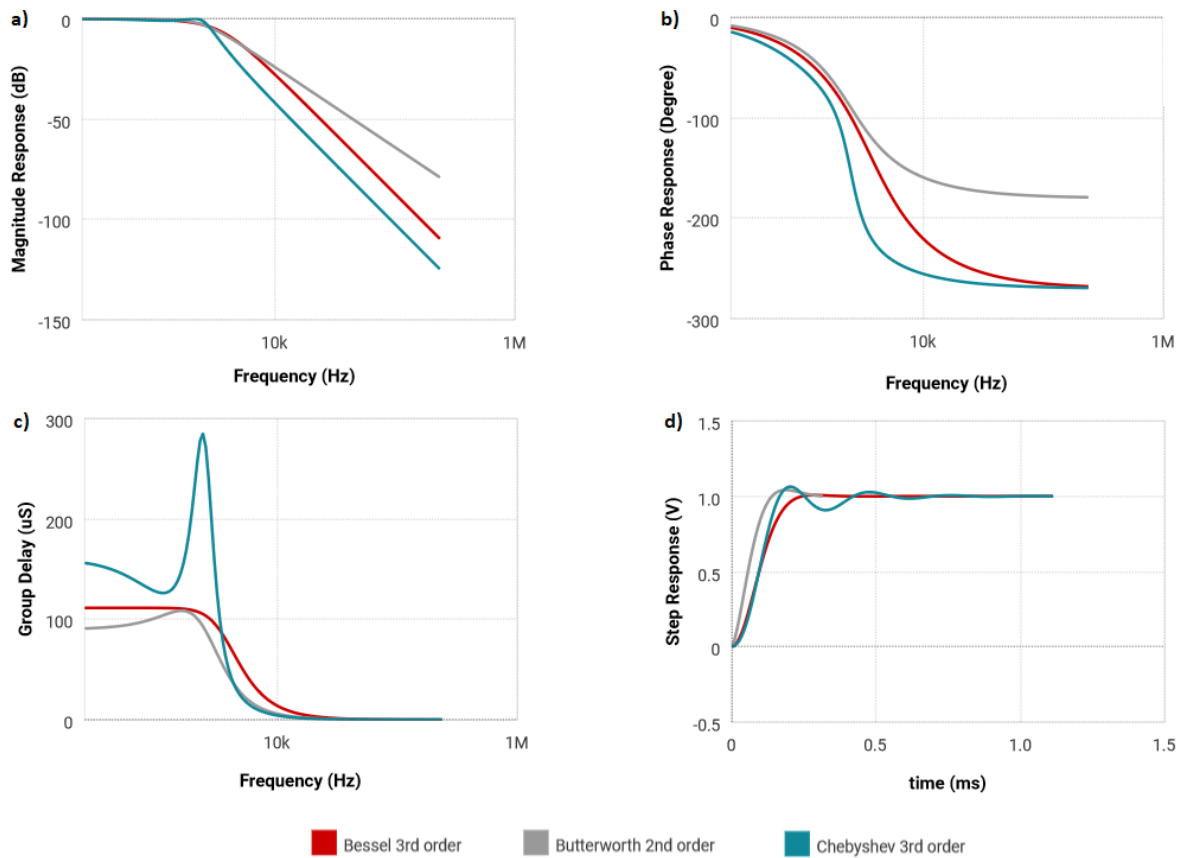 a)
0
-50
-100
-150
Magnitude Response (dB)
10k
1M
Frequency (Hz)
b)
0
-100
-200
-300
Phase Response (Degree)
10k
1M
Frequency (Hz)
c)
300
200
100
0
Group Delay (uS)
10k
1M
Frequency (Hz)
d)
1.5
1.0
0.5
0
-0.5
Step Response (V)
0
0.5
1.0
1.5
time (ms)
Bessel 3rd order
Butterworth 2nd order
Chebyshev 3rd order